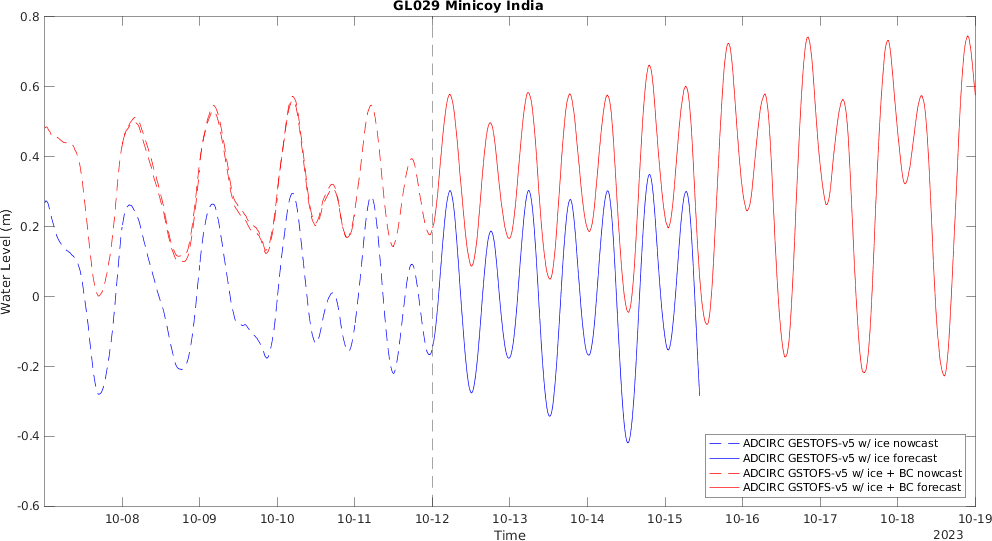 GL029 Minicoy India
0.8
0.6
0.4
0.2
0
-0.2
-0.4
-0.6
Water Level (m)
ADCIRC GESTOFS-v5 w/ ice nowcast
ADCIRC GESTOFS-v5 w/ ice forecast
ADCIRC GSTOFS-v5 w/ ice + BC nowcast
ADCIRC GSTOFS-v5 w/ ice + BC forecast
10-08 10-09 10-10 10-11 10-12 10-13 10-14 10-15 10-16 10-17 10-18 10-19
Time
2023